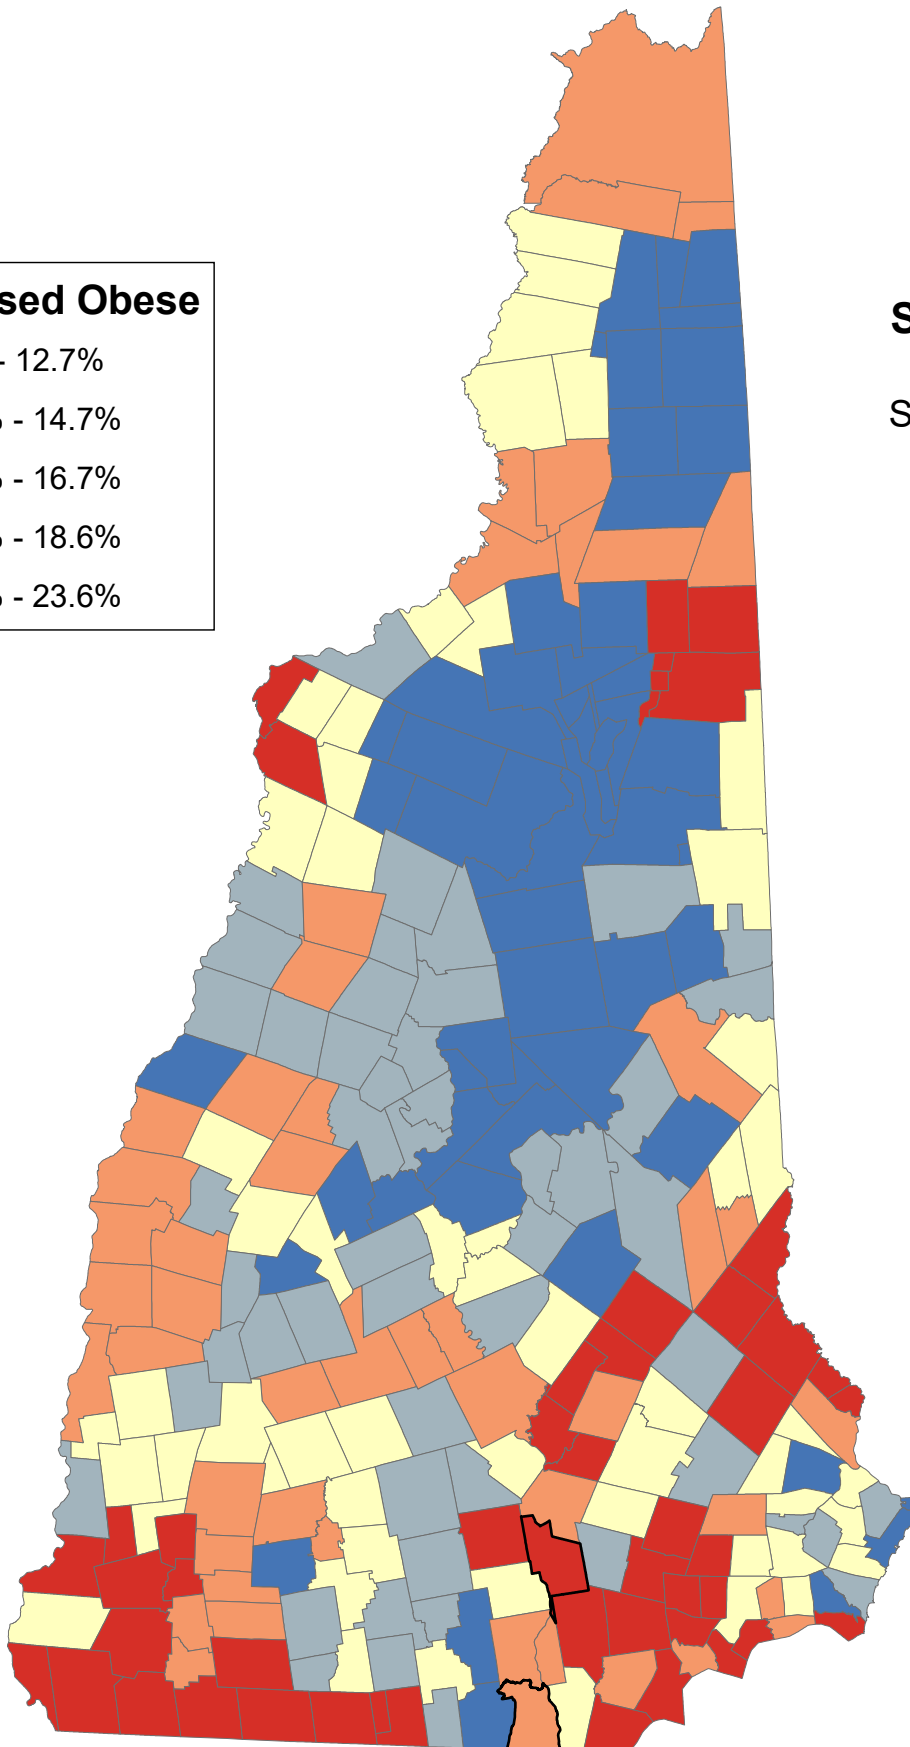 sed Obese
- 12.7%
% - 14.7%
% - 16.7%
% - 18.6%
% - 23.6%
S
S